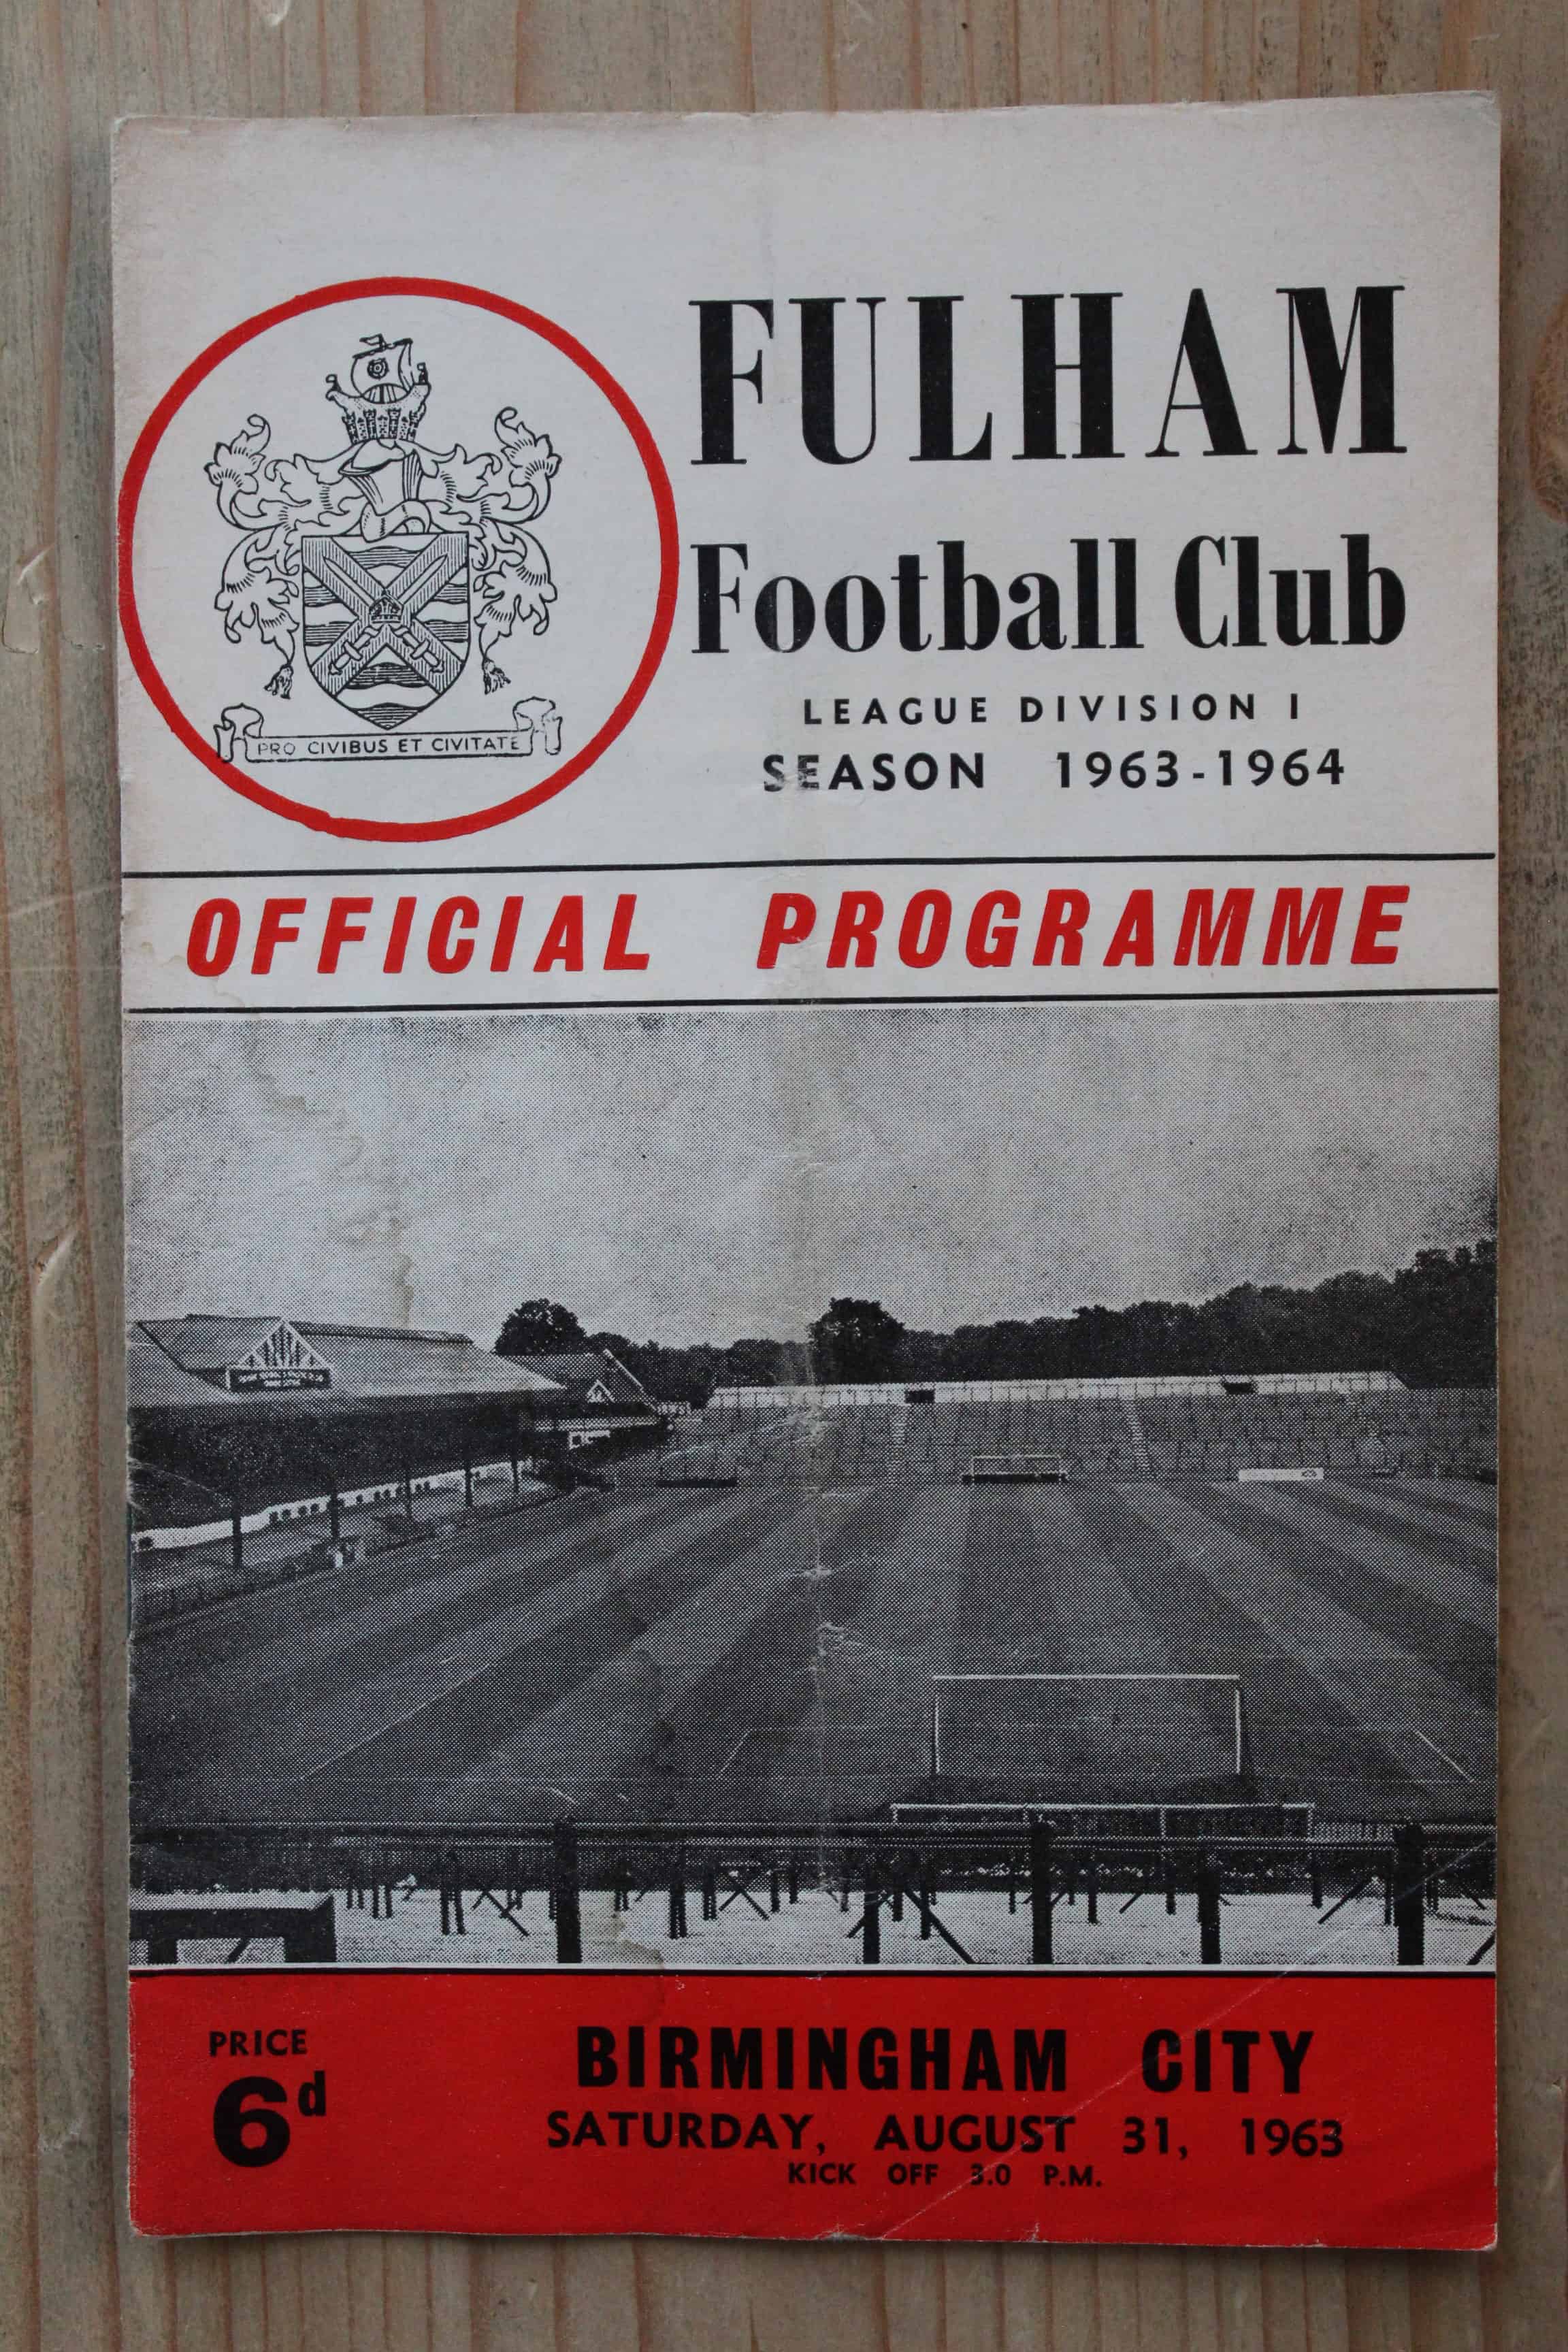 FULHAM
Football Club
LEAGUE DIVISION I
SEASON 1963-1964
PRO CIVIBUS ET CIVITATE
OFFICIAL PROGRAMME
PRICE
6d
BIRMINGHAM CITY
SATURDAY, AUGUST 31, 1963
KICK OFF 3.0 P.M.